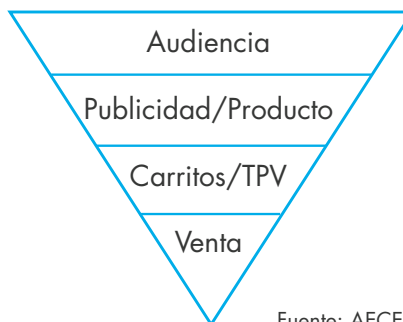 Audiencia
Publicidad/Producto
Carritos/TPV
Venta
Fuente: AECE